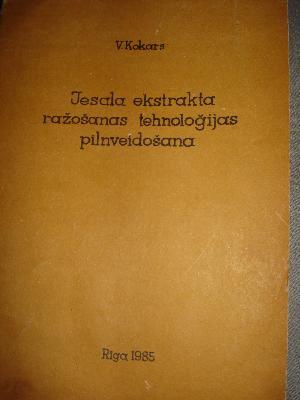 V. Kokars
Iesala ekstrakta
ražošanas tehnoloģijas
pilnveidošana
Rīga 1985